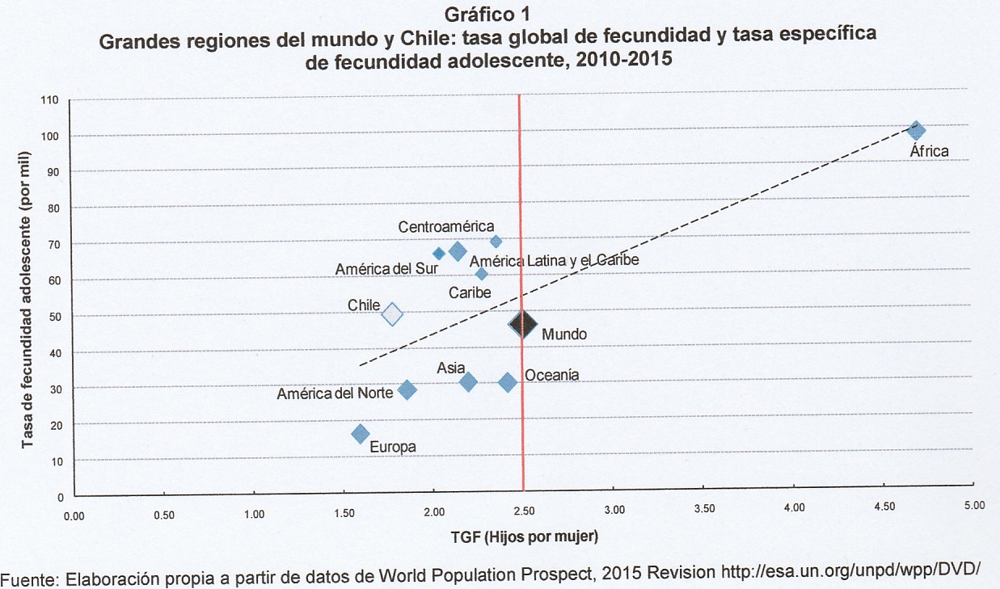 Gráfico 1
Grandes regiones del mundo y Chile: tasa global de fecundidad y tasa específica
de fecundidad adolescente, 2010-2015
Tasa de fecundidad adolescente (por mil)
110
100
90
80
70
60
50
40
30
20
10
0
África
Centroamérica
América Latina y el Caribe
América del Sur
Caribe
Chile
Mundo
Asia
Oceanía
América del Norte
Europa
0.00 0.50 1.00 1.50 2.00 2.50 3.00 3.50 4.00 4.50 5.00
TGF (Hijos por mujer)
Fuente: Elaboración propia a partir de datos de World Population Prospect, 2015 Revision http://esa.un.org/unpd/wpp/DVD/